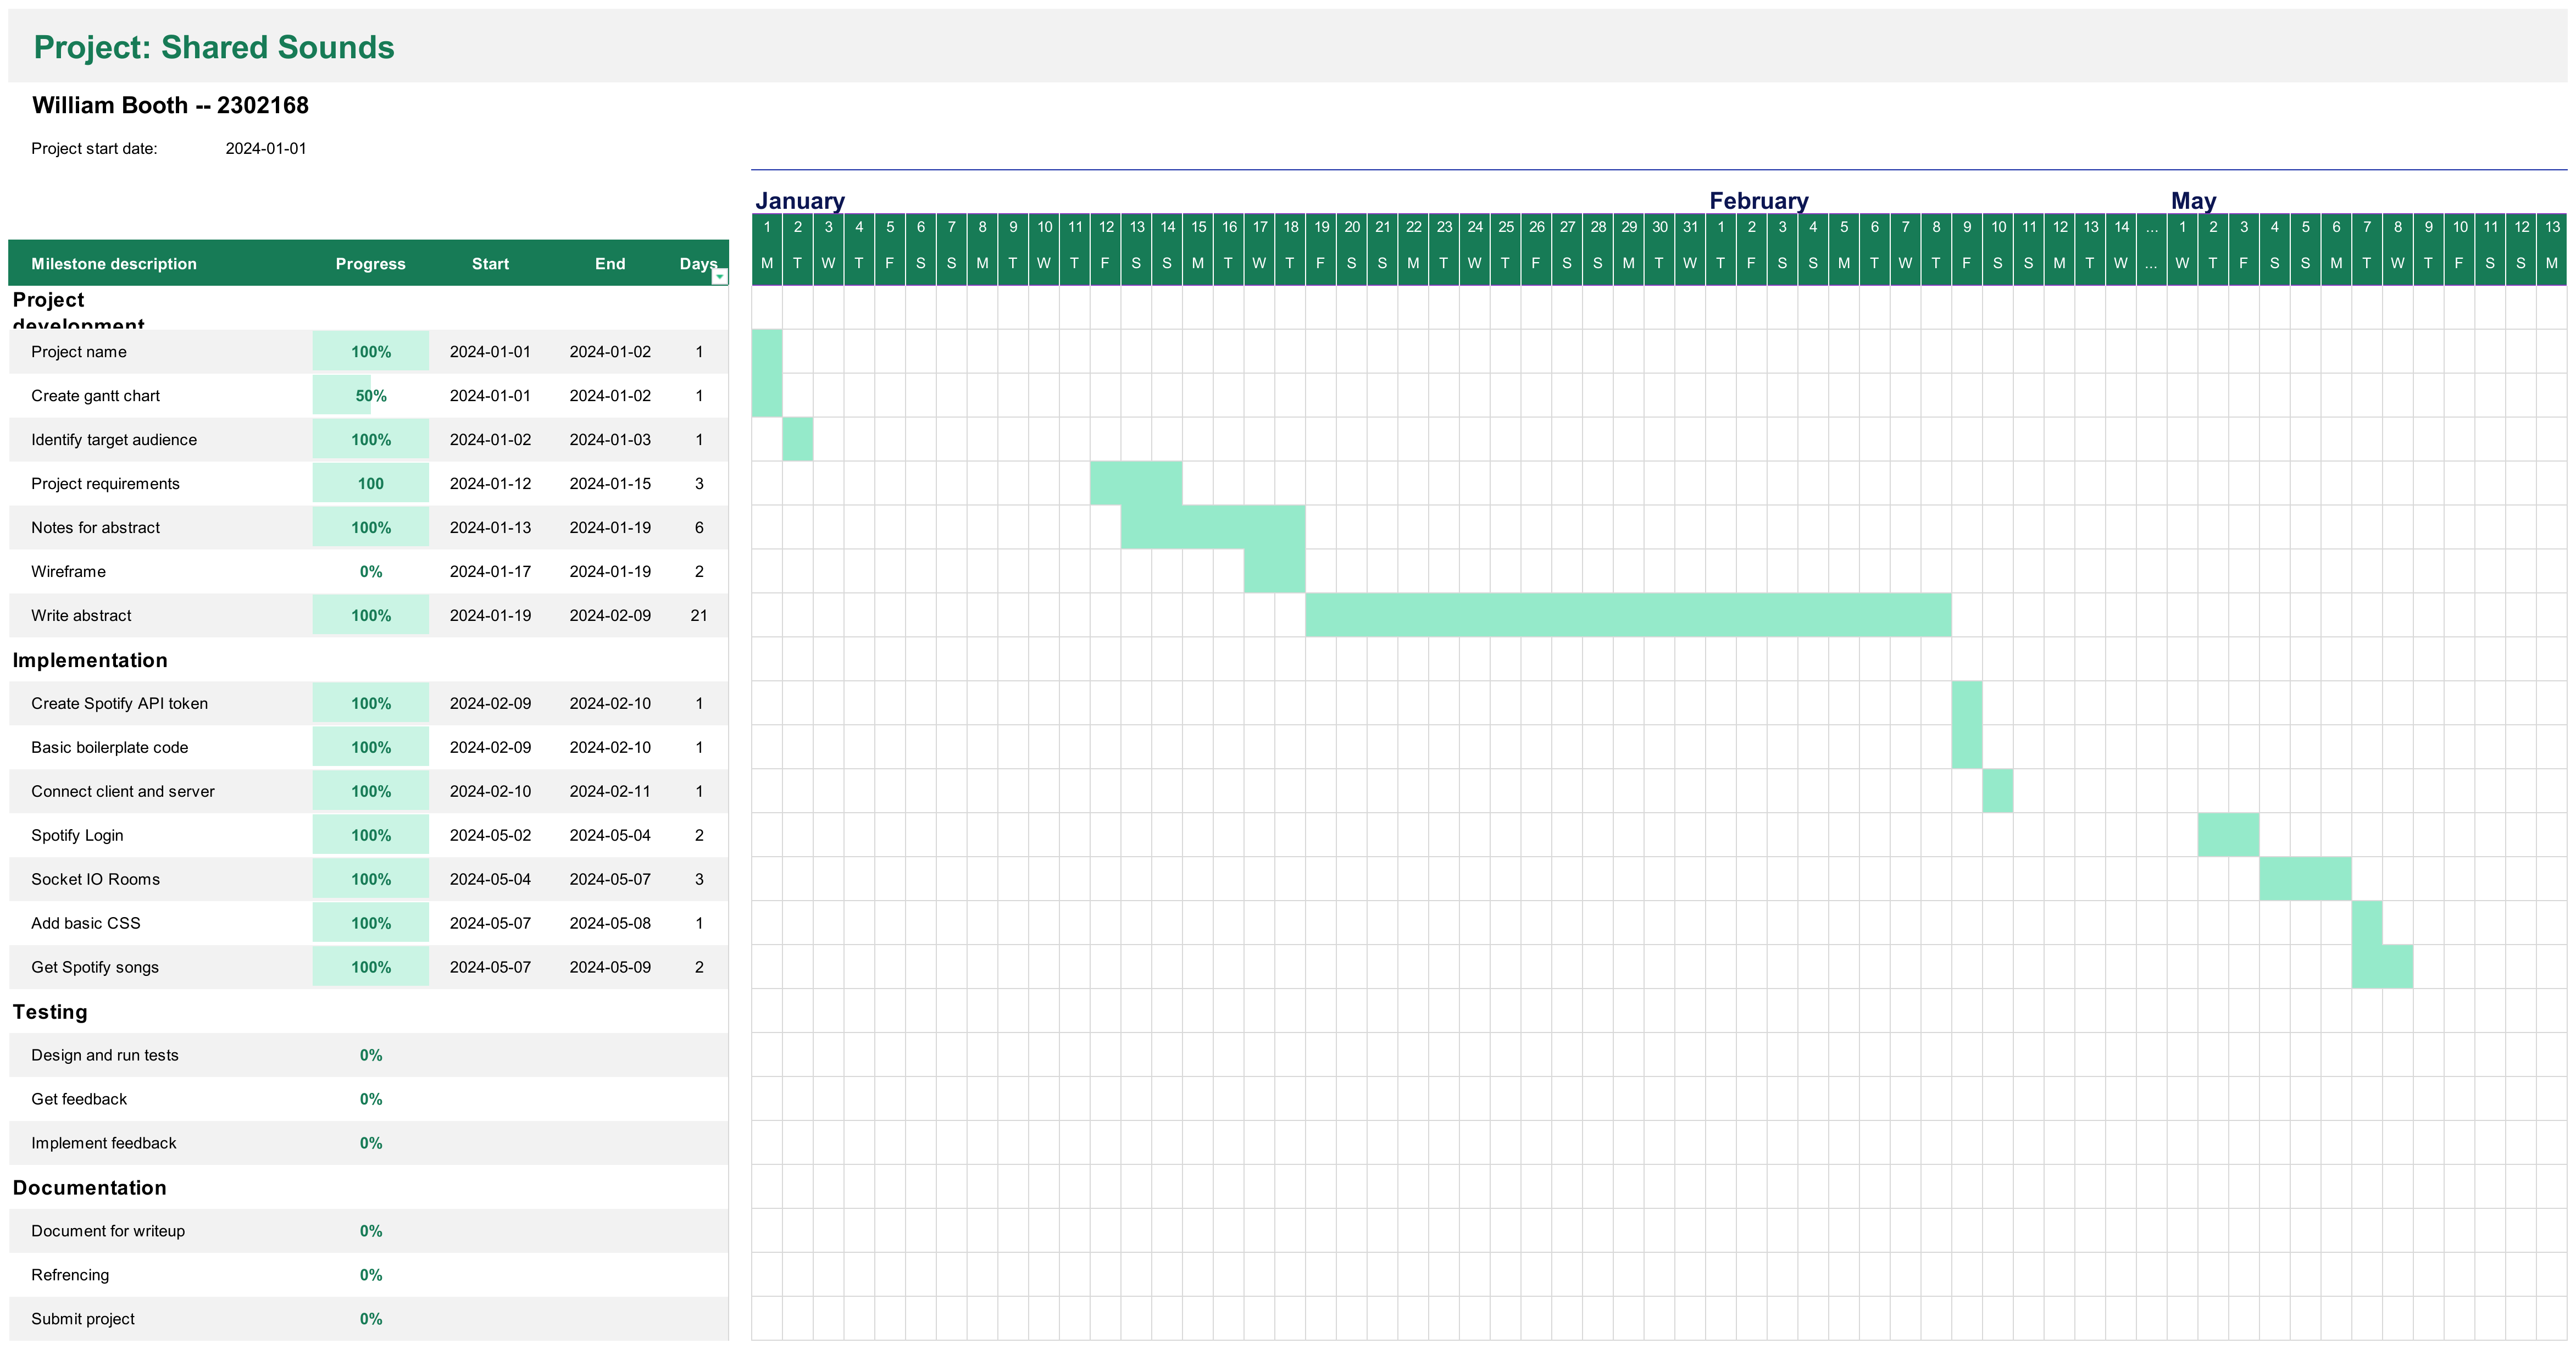 Project: Shared Sounds
William Booth -- 2302168
Project start date: 2024-01-01
January February May
1 2 3 4 5 6 7 8 9 10 11 12 13 14 15 16 17 18 19 20 21 22 23 24 25 26 27 28 29 30 31 1 2 3 4 5 6 7 8 9 10 11 12 13 14 ... 1 2 3 4 5 6 7 8 9 10 11 12 13
Milestone description Progress Start End Days M T W T F S S M T W T F S S M T W T F S S M T W T F S S M T W T F S S M T W T F S S M T W ... W T F S S M T W T F S S M
Project
development
Project name 100% 2024-01-01 2024-01-02 1
Create gantt chart 50% 2024-01-01 2024-01-02 1
Identify target audience 100% 2024-01-02 2024-01-03 1
Project requirements 100 2024-01-12 2024-01-15 3
Notes for abstract 100% 2024-01-13 2024-01-19 6
Wireframe 0% 2024-01-17 2024-01-19 2
Write abstract 100% 2024-01-19 2024-02-09 21
Implementation
Create Spotify API token 100% 2024-02-09 2024-02-10 1
Basic boilerplate code 100% 2024-02-09 2024-02-10 1
Connect client and server 100% 2024-02-10 2024-02-11 1
Spotify Login 100% 2024-05-02 2024-05-04 2
Socket IO Rooms 100% 2024-05-04 2024-05-07 3
Add basic CSS 100% 2024-05-07 2024-05-08 1
Get Spotify songs 100% 2024-05-07 2024-05-09 2
Testing
Design and run tests 0%
Get feedback 0%
Implement feedback 0%
Documentation
Document for writeup 0%
Refrencing 0%
Submit project 0%